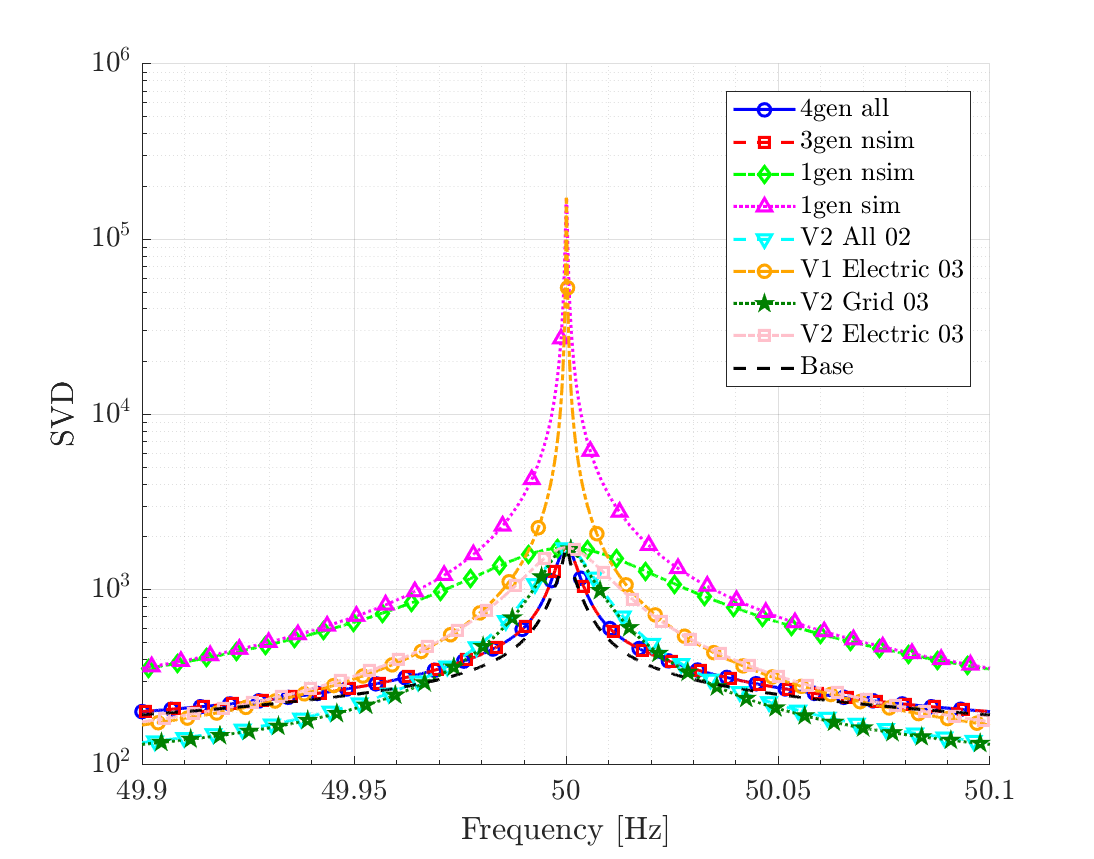 10^6
10^5
10^4
10^3
10^2
SVD
4gen all
3gen nsim
1gen nsim
1gen sim
V2 All 02
V1 Electric 03
V2 Grid 03
V2 Electric 03
Base
49.9 49.95 50 50.05 50.1
Frequency [Hz]